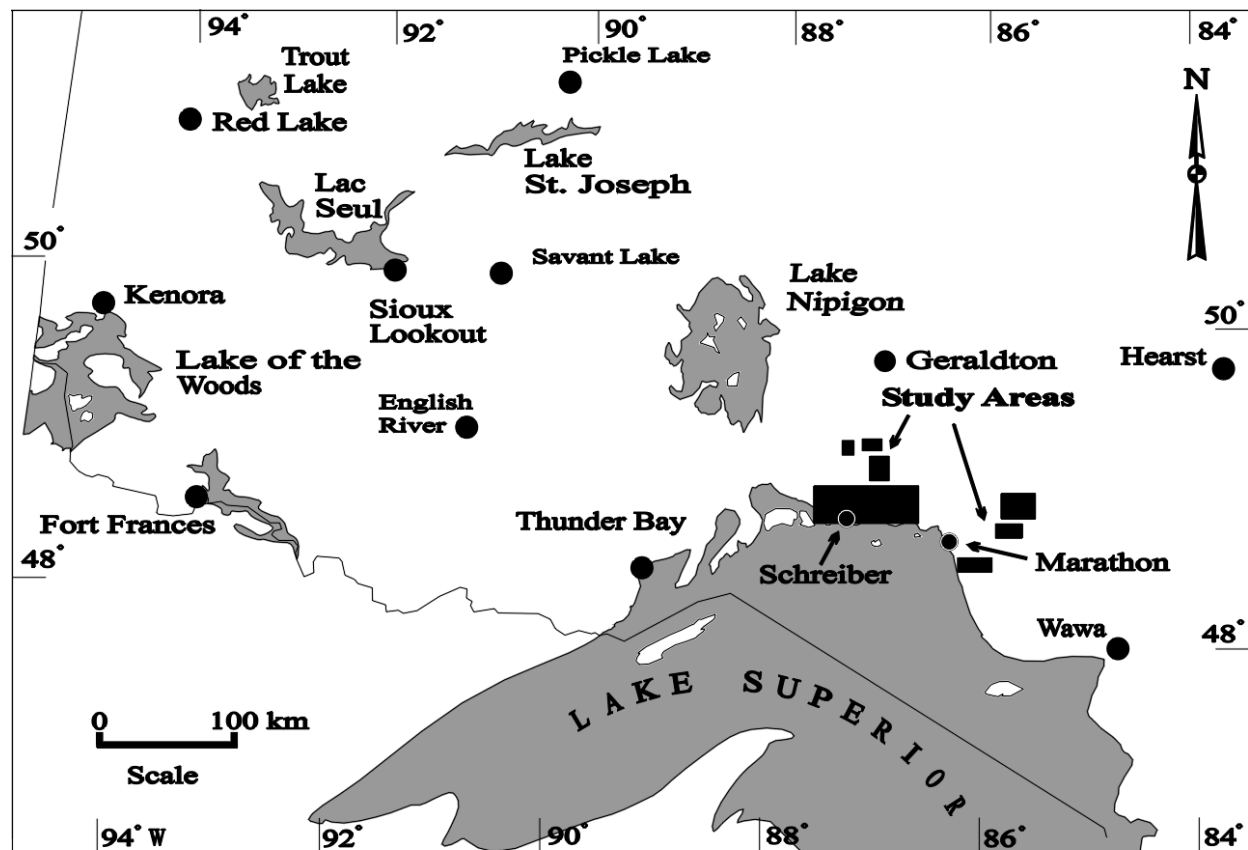 94° 92° 90° 88° 86° 84°
Trout
Lake
Pickle Lake
N
Red Lake
Lake
St. Joseph
Lac
Seul
50°
Savant Lake
Lake
Nipigon
Kenora
Sioux
Lookout
50°
Lake of the
Woods
Geraldton
Hearst
Study Areas
English
River
Fort Frances
Thunder Bay
48°
Schreiber
Marathon
Wawa
48°
LAKE SUPERIOR
0 100 km
Scale
94° W 92° 90° 88° 86° 84°